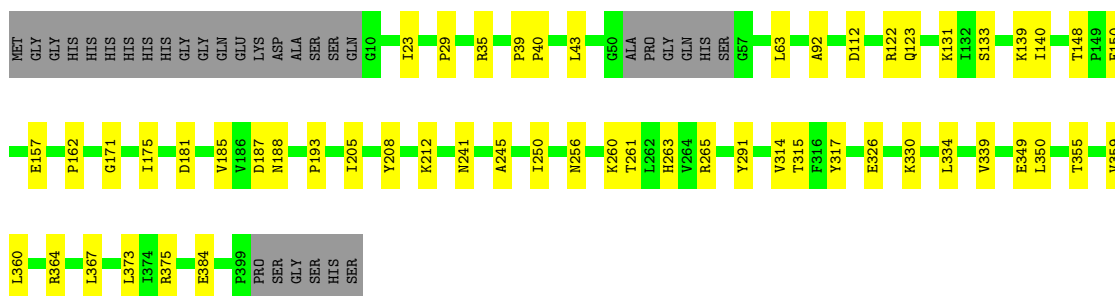 MET GLY GLY HIS HIS HIS HIS HIS HIS GLY GLY GLN GLU LYS ASP ALA SER SER GLN G10 I23 P29 R35 P39 P40 L43 G50 ALA PRO GLY GLN HIS SER G57 L63 A92 D112 R122 Q123 K131 I132 S133 K139 I140 T148 P149 E150
E157 P162 G171 I175 D181 V185 V186 D187 N188 P193 I205 Y208 K212 N241 A245 I250 N256 K260 T261 L262 H263 V264 R265 Y291 V314 T315 F316 Y317 E326 K330 L334 V339 E349 L350 T355 V359
L360 R364 L367 L373 I374 R375 E384 P399 PRO SER GLY SER HIS SER